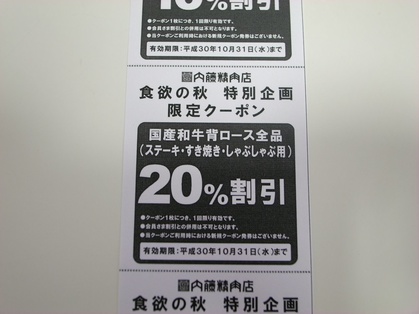 10%割引
●クーポン1枚につき、1回限り有効です。
●会員さま割引との併用は不可となります。
●当クーポンご利用時における新規クーポン発券はございません。
有効期限：平成30年10月31日(水)まで
内藤精肉店
食欲の秋 特別企画
限定クーポン
国産和牛背ロース全品
(ステーキ・すき焼き・しゃぶしゃぶ用)
20%割引
●クーポン1枚につき、1回限り有効です。
●会員さま割引との併用は不可となります。
●当クーポンご利用時における新規クーポン発券はございません。
有効期限：平成30年10月31日(水)まで
内藤精肉店
食欲の秋 特別企画